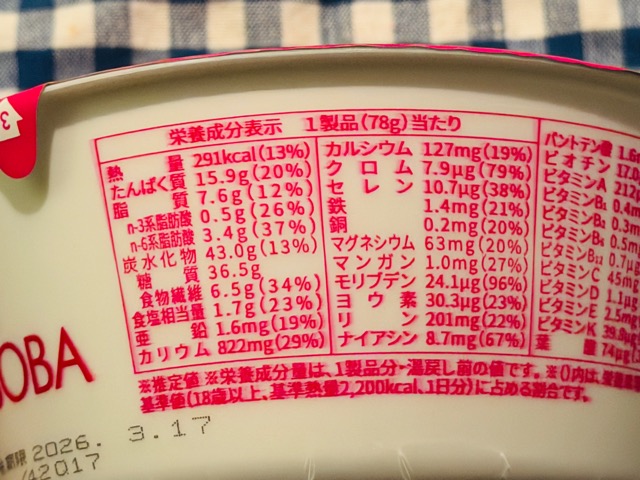 栄養成分表示 1製品(78g)当たり
熱量 291kcal(13%)
たんぱく質 15.9g(20%)
脂質 7.6g(12%)
n-3系脂肪酸 0.5g(26%)
n-6系脂肪酸 3.4g(37%)
炭水化物 43.0g(13%)
糖質 36.5g
食物繊維 6.5g(34%)
食塩相当量 1.7g(23%)
亜鉛 1.6mg(19%)
カリウム 822mg(29%)
カルシウム 127mg(19%)
クロム 7.9μg(79%)
セレン 10.7μg(38%)
鉄 1.4mg(21%)
銅 0.2mg(20%)
マグネシウム 63mg(20%)
マンガン 1.0mg(27%)
モリブデン 24.1μg(96%)
ヨウ素 30.3μg(23%)
リン 201mg(22%)
ナイアシン 8.7mg(67%)
パントテン酸
ビオチン
ビタミンA
ビタミンB₁
ビタミンB₂
ビタミンB₆
ビタミンB₁₂
ビタミンC
ビタミンD
ビタミンE
ビタミンK
葉
※推定値 ※栄養成分量は、1製品分・湯戻し前の値です。 ※()内は、栄養素等
基準値(18歳以上、基準熱量2,200kcal、1日分)に占める割合です。
OBA
2026. 3.17
/42017
3